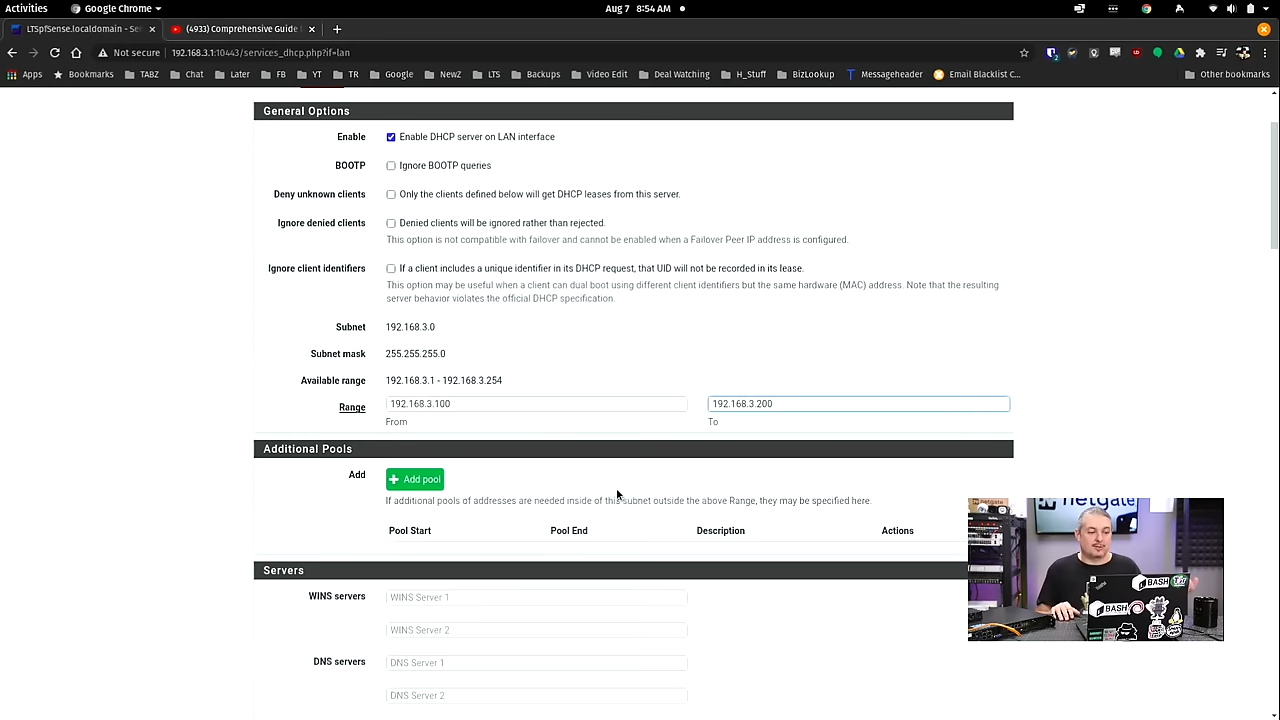 Activities
Google Chrome
Aug 7 8:54 AM
LTSpfSense.localdomain - Se
(4933) Comprehensive Guide
Not secure 192.168.3.1:10443/services_dhcp.php?if=lan
Apps
Bookmarks
TABZ
Chat
Later
FB
YT
TR
Google
NewZ
LTS
Backups
Video Edit
Deal Watching
H_Stuff
BizLookup
Messageheader
Email Blacklist C...
Other bookmarks
General Options
Enable
Enable DHCP server on LAN interface
BOOTP
Ignore BOOTP queries
Deny unknown clients
Only the clients defined below will get DHCP leases from this server.
Ignore denied clients
Denied clients will be ignored rather than rejected.
This option is not compatible with failover and cannot be enabled when a Failover Peer IP address is configured.
Ignore client identifiers
If a client includes a unique identifier in its DHCP request, that UID will not be recorded in its lease.
This option may be useful when a client can dual boot using different client identifiers but the same hardware (MAC) address. Note that the resulting
server behavior violates the official DHCP specification.
Subnet
192.168.3.0
Subnet mask
255.255.255.0
Available range
192.168.3.1 - 192.168.3.254
Range
192.168.3.100
192.168.3.200
From
To
Additional Pools
Add
Add pool
If additional pools of addresses are needed inside of this subnet outside the above Range, they may be specified here.
Pool Start
Pool End
Description
Actions
Servers
WINS servers
WINS Server 1
WINS Server 2
DNS servers
DNS Server 1
DNS Server 2
netgate
BASH
BASH